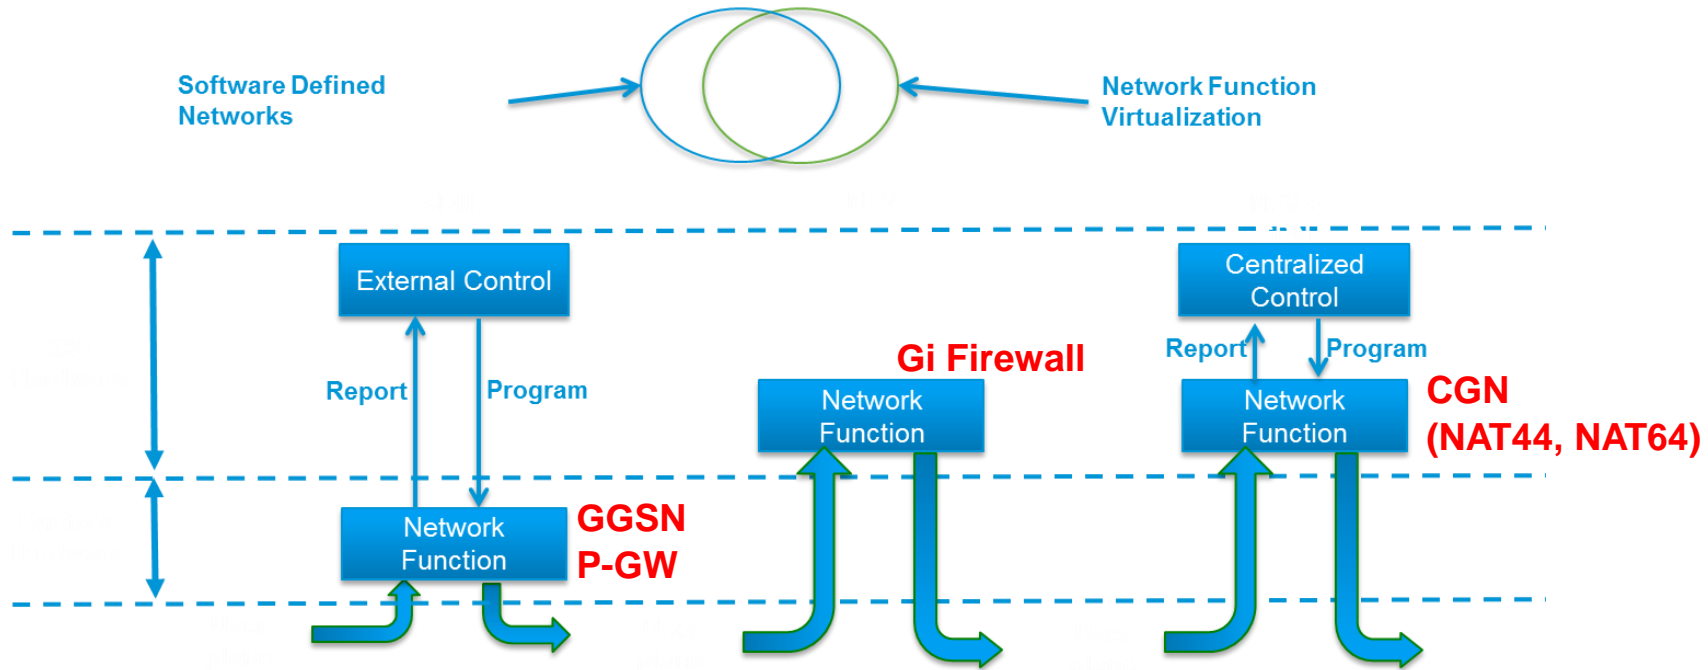 Software Defined
Networks
Network Function
Virtualization
External Control
Centralized
Control
Report
Program
Gi Firewall
Report
Program
Network
Function
Network
Function
CGN
(NAT44, NAT64)
Network
Function
GGSN
P-GW